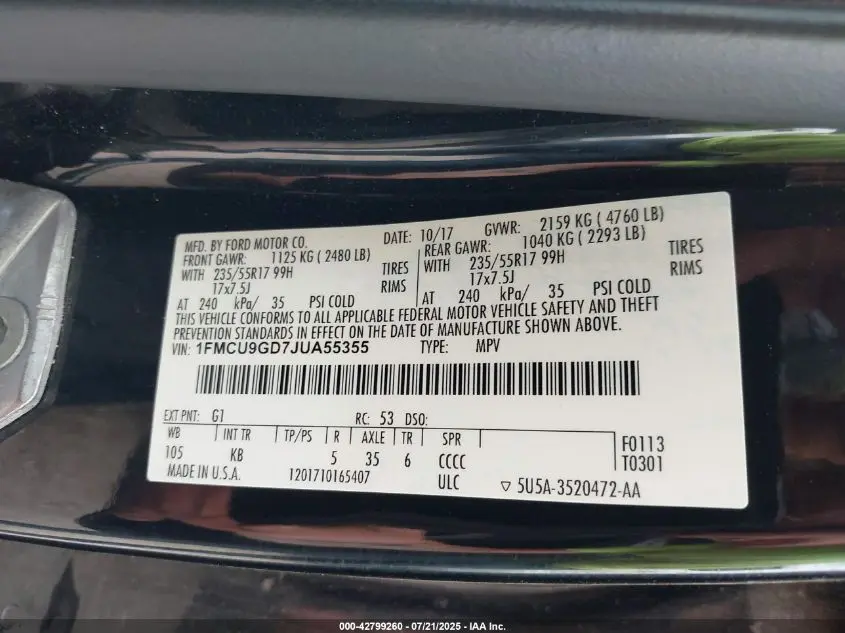 MFD. BY FORD MOTOR CO. DATE: 10/17 GVWR: 2159 KG ( 4760 LB)
FRONT GAWR: 1125 KG ( 2480 LB) REAR GAWR: 1040 KG ( 2293 LB)
WITH 235/55R17 99H TIRES WITH 235/55R17 99H TIRES
17x7.5J RIMS 17x7.5J RIMS
AT 240 kPa/ 35 PSI COLD AT 240 kPa/ 35 PSI COLD
THIS VEHICLE CONFORMS TO ALL APPLICABLE FEDERAL MOTOR VEHICLE SAFETY AND THEFT
PREVENTION STANDARDS IN EFFECT ON THE DATE OF MANUFACTURE SHOWN ABOVE.
VIN: 1FMCU9GD7JUA55355 TYPE: MPV
EXT PNT: G1 RC: 53 DSO:
WB INT TR TP/PS R AXLE TR SPR F0113
105 KB 5 35 6 CCCC T0301
MADE IN U.S.A. 1201710165407 ULC ▽ 5U5A-3520472-AA
000-42799260 - 07/21/2025 - IAA Inc.